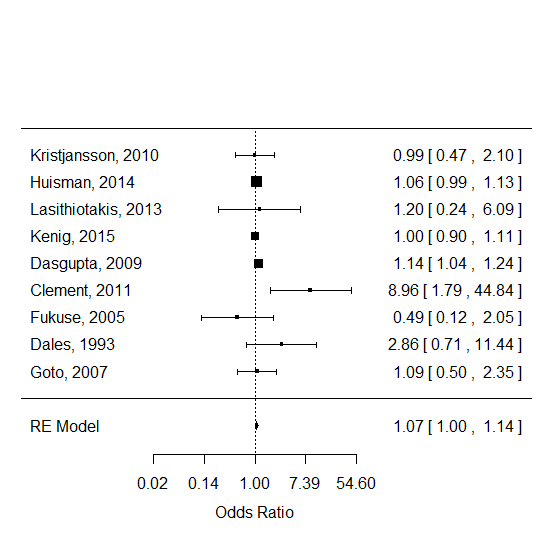 Kristjansson, 2010 0.99 [ 0.47 , 2.10 ]
Huisman, 2014 1.06 [ 0.99 , 1.13 ]
Lasithiotakis, 2013 1.20 [ 0.24 , 6.09 ]
Kenig, 2015 1.00 [ 0.90 , 1.11 ]
Dasgupta, 2009 1.14 [ 1.04 , 1.24 ]
Clement, 2011 8.96 [ 1.79 , 44.84 ]
Fukuse, 2005 0.49 [ 0.12 , 2.05 ]
Dales, 1993 2.86 [ 0.71 , 11.44 ]
Goto, 2007 1.09 [ 0.50 , 2.35 ]
RE Model 1.07 [ 1.00 , 1.14 ]
0.02 0.14 1.00 7.39 54.60
Odds Ratio